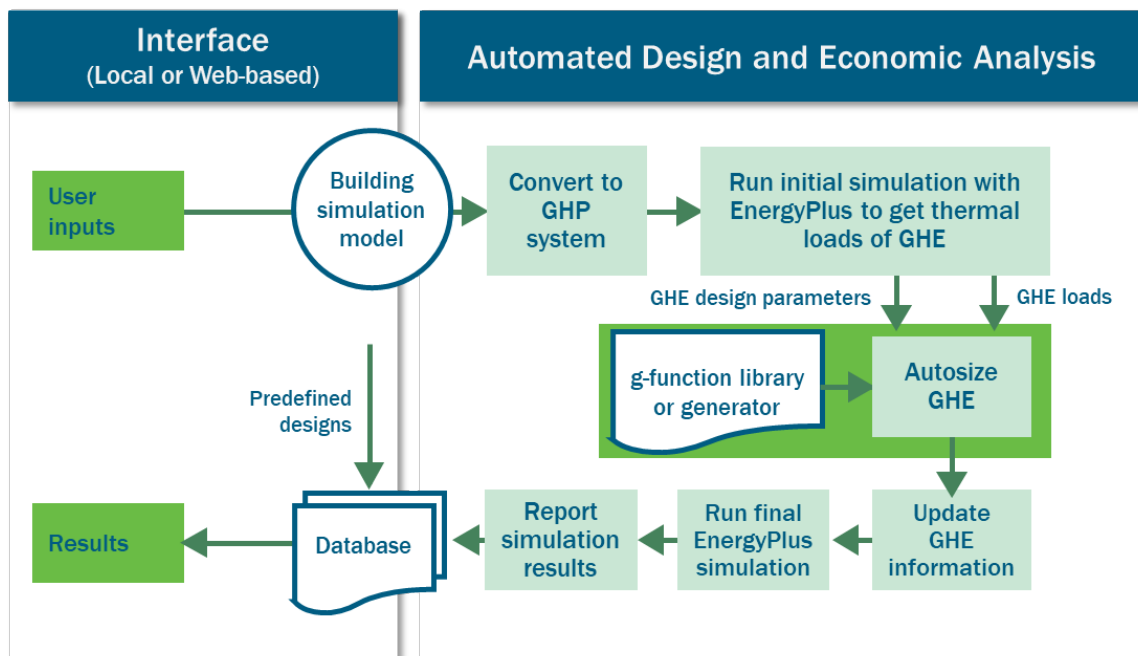 Interface
(Local or Web-based)
Automated Design and Economic Analysis
User
inputs
Building
simulation
model
Convert to
GHP
system
Run initial simulation with
EnergyPlus to get thermal
loads of GHE
GHE design parameters
GHE loads
g-function library
or generator
Autosize
GHE
Predefined
designs
Results
Database
Report
simulation
results
Run final
EnergyPlus
simulation
Update
GHE
information